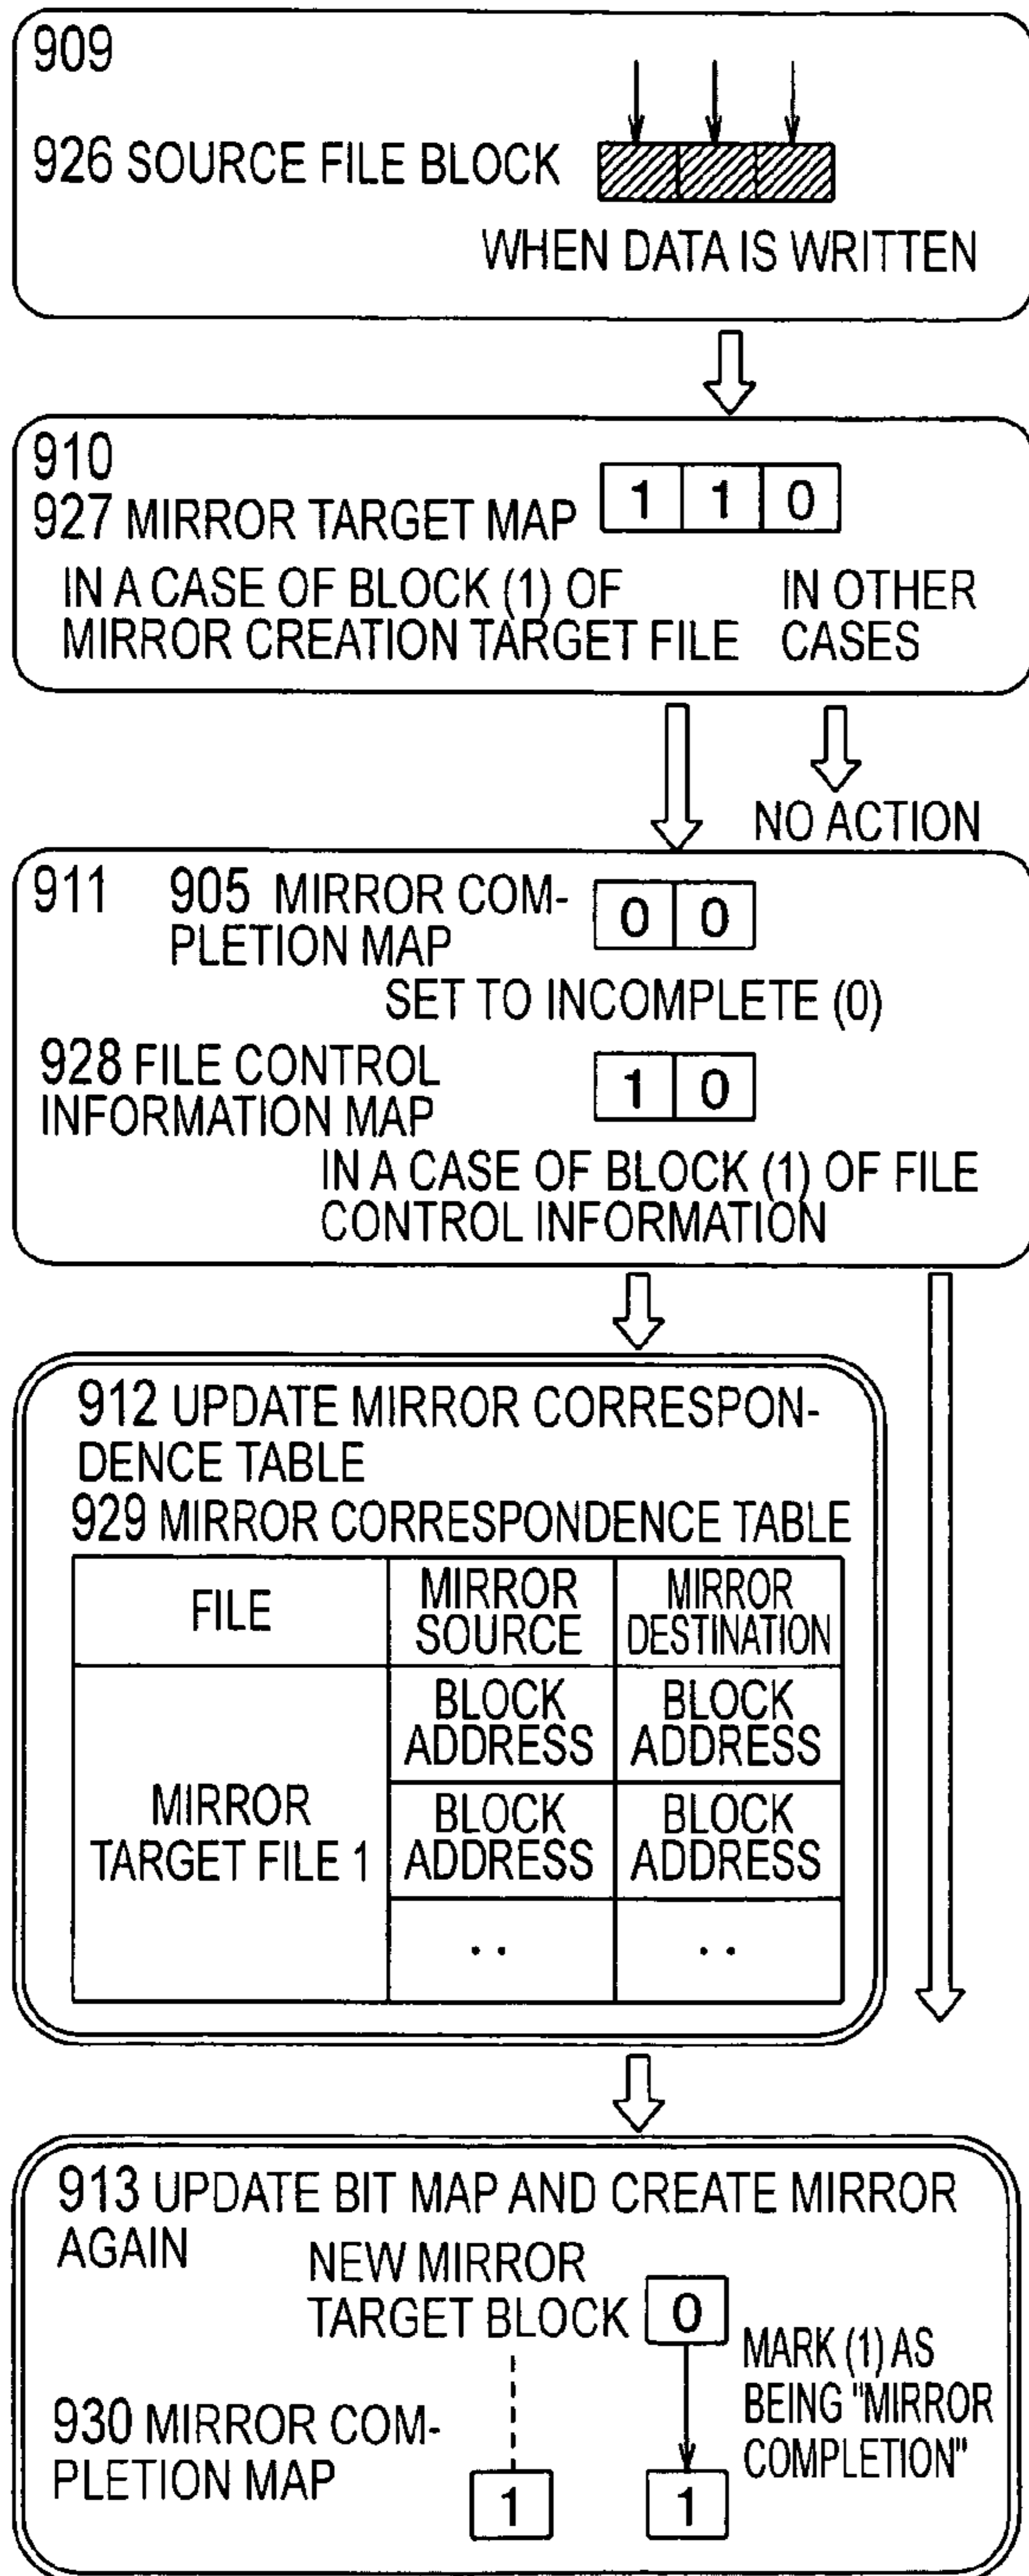 909
926 SOURCE FILE BLOCK
WHEN DATA IS WRITTEN
910
927 MIRROR TARGET MAP 1 1 0
IN A CASE OF BLOCK (1) OF
MIRROR CREATION TARGET FILE
IN OTHER
CASES
NO ACTION
911
905 MIRROR COM-
PLETION MAP
0 0
SET TO INCOMPLETE (0)
928 FILE CONTROL
INFORMATION MAP
1 0
IN A CASE OF BLOCK (1) OF FILE
CONTROL INFORMATION
912 UPDATE MIRROR CORRESPON-
DENCE TABLE
929 MIRROR CORRESPONDENCE TABLE
FILE
MIRROR
SOURCE
MIRROR
DESTINATION
MIRROR
TARGET FILE 1
BLOCK
ADDRESS
BLOCK
ADDRESS
BLOCK
ADDRESS
BLOCK
ADDRESS
. .
. .
913 UPDATE BIT MAP AND CREATE MIRROR
AGAIN
NEW MIRROR
TARGET BLOCK
0
MARK (1) AS
BEING "MIRROR
COMPLETION"
930 MIRROR COM-
PLETION MAP
1
1